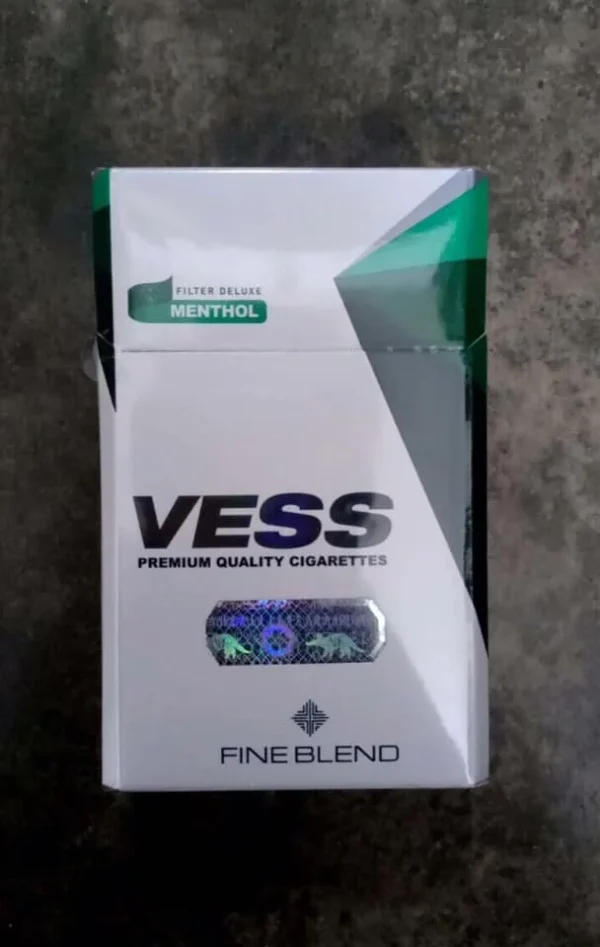 FILTER DELUXE
MENTHOL
VESS
PREMIUM QUALITY CIGARETTES
FINE BLEND